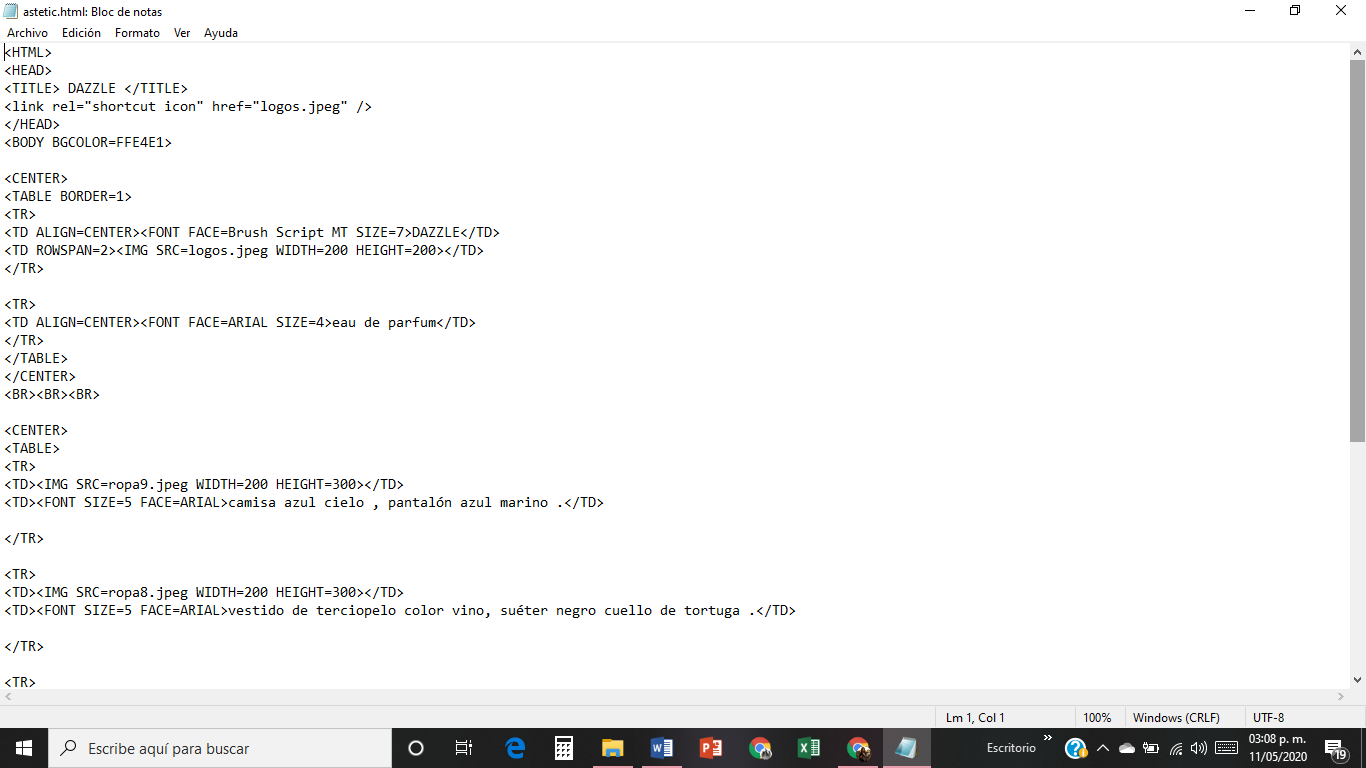 astetic.html: Bloc de notas
Archivo Edición Formato Ver Ayuda
<HTML>
<HEAD>
<TITLE> DAZZLE </TITLE>
<link rel="shortcut icon" href="logos.jpeg" />
</HEAD>
<BODY BGCOLOR=FFE4E1>
<CENTER>
<TABLE BORDER=1>
<TR>
<TD ALIGN=CENTER><FONT FACE=Brush Script MT SIZE=7>DAZZLE</TD>
<TD ROWSPAN=2><IMG SRC=logos.jpeg WIDTH=200 HEIGHT=200></TD>
</TR>
<TR>
<TD ALIGN=CENTER><FONT FACE=ARIAL SIZE=4>eau de parfum</TD>
</TR>
</TABLE>
</CENTER>
<BR><BR><BR>
<CENTER>
<TABLE>
<TR>
<TD><IMG SRC=ropa9.jpeg WIDTH=200 HEIGHT=300></TD>
<TD><FONT SIZE=5 FACE=ARIAL>camisa azul cielo , pantalón azul marino .</TD>
</TR>
<TR>
<TD><IMG SRC=ropa8.jpeg WIDTH=200 HEIGHT=300></TD>
<TD><FONT SIZE=5 FACE=ARIAL>vestido de terciopelo color vino, suéter negro cuello de tortuga .</TD>
</TR>
<TR>
Lm 1, Col 1 100% Windows (CRLF) UTF-8
Escribe aquí para buscar
Escritorio
03:08 p. m.
11/05/2020
19